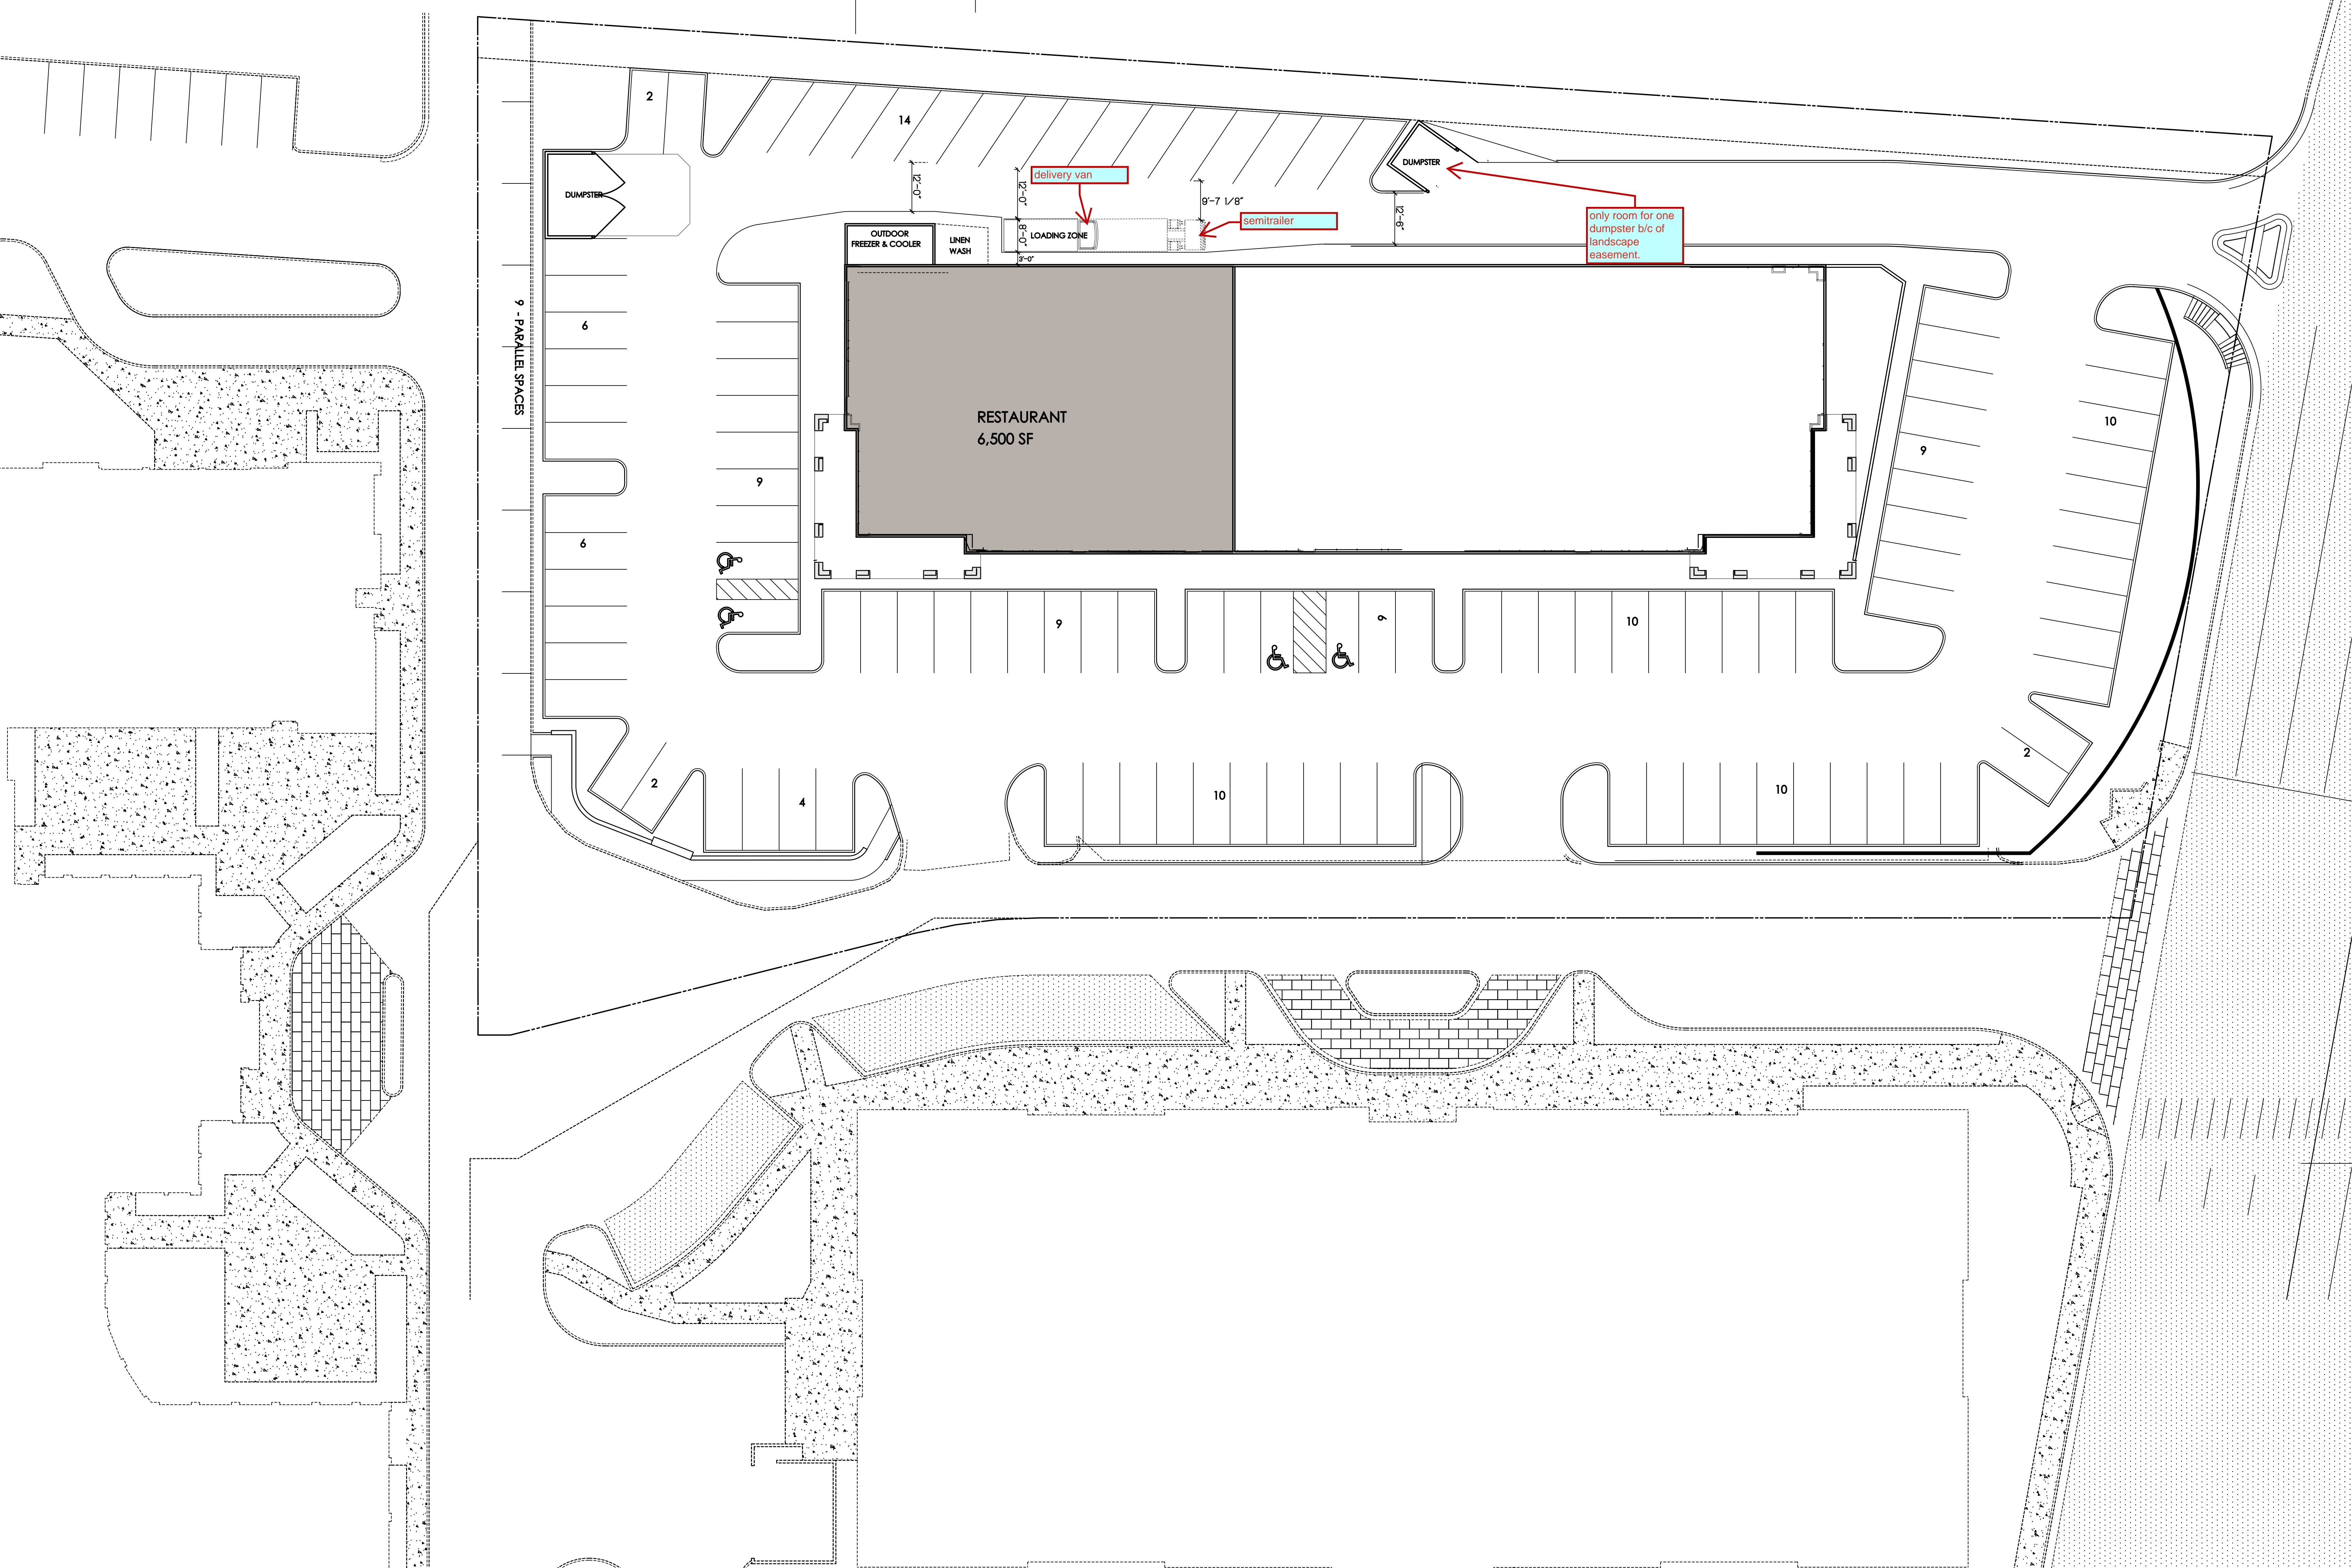 2
14
delivery van
DUMPSTER
12'-0"
12'-0"
DUMPSTER
9'-7 1/8"
semitrailer
12'-6"
only room for one
dumpster b/c of
landscape
easement.
OUTDOOR
FREEZER & COOLER
LINEN
WASH
8'-0"
LOADING ZONE
3'-0"
9 - PARALLEL SPACES
6
RESTAURANT
6,500 SF
10
9
9
6
9
9
10
2
2
4
10
10